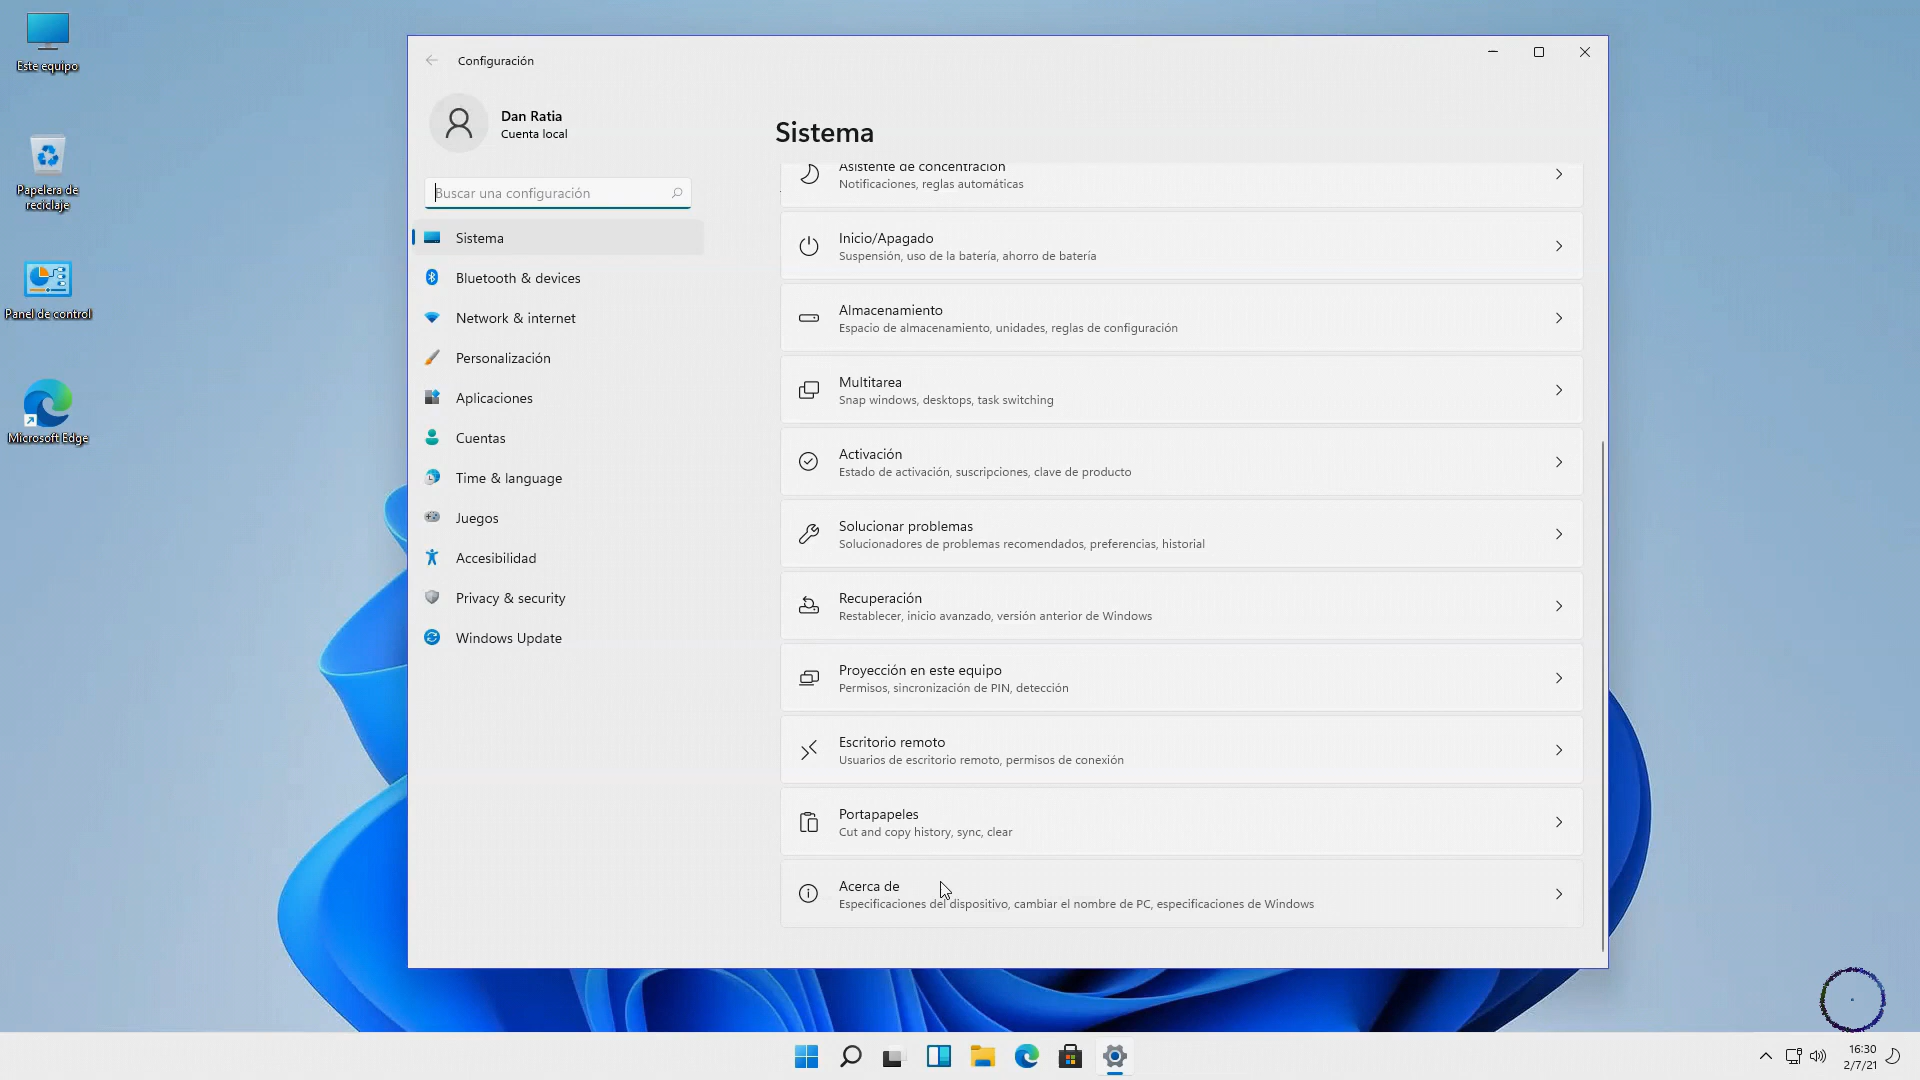 Este equipo
Papelera de
reciclaje
Panel de control
Microsoft Edge
Configuración
Dan Ratia
Cuenta local
Buscar una configuración
Sistema
Bluetooth & devices
Network & internet
Personalización
Aplicaciones
Cuentas
Time & language
Juegos
Accesibilidad
Privacy & security
Windows Update
Sistema
Asistente de concentración
Notificaciones, reglas automáticas
Inicio/Apagado
Suspensión, uso de la batería, ahorro de batería
Almacenamiento
Espacio de almacenamiento, unidades, reglas de configuración
Multitarea
Snap windows, desktops, task switching
Activación
Estado de activación, suscripciones, clave de producto
Solucionar problemas
Solucionadores de problemas recomendados, preferencias, historial
Recuperación
Restablecer, inicio avanzado, versión anterior de Windows
Proyección en este equipo
Permisos, sincronización de PIN, detección
Escritorio remoto
Usuarios de escritorio remoto, permisos de conexión
Portapapeles
Cut and copy history, sync, clear
Acerca de
Especificaciones del dispositivo, cambiar el nombre de PC, especificaciones de Windows
16:30
2/7/21